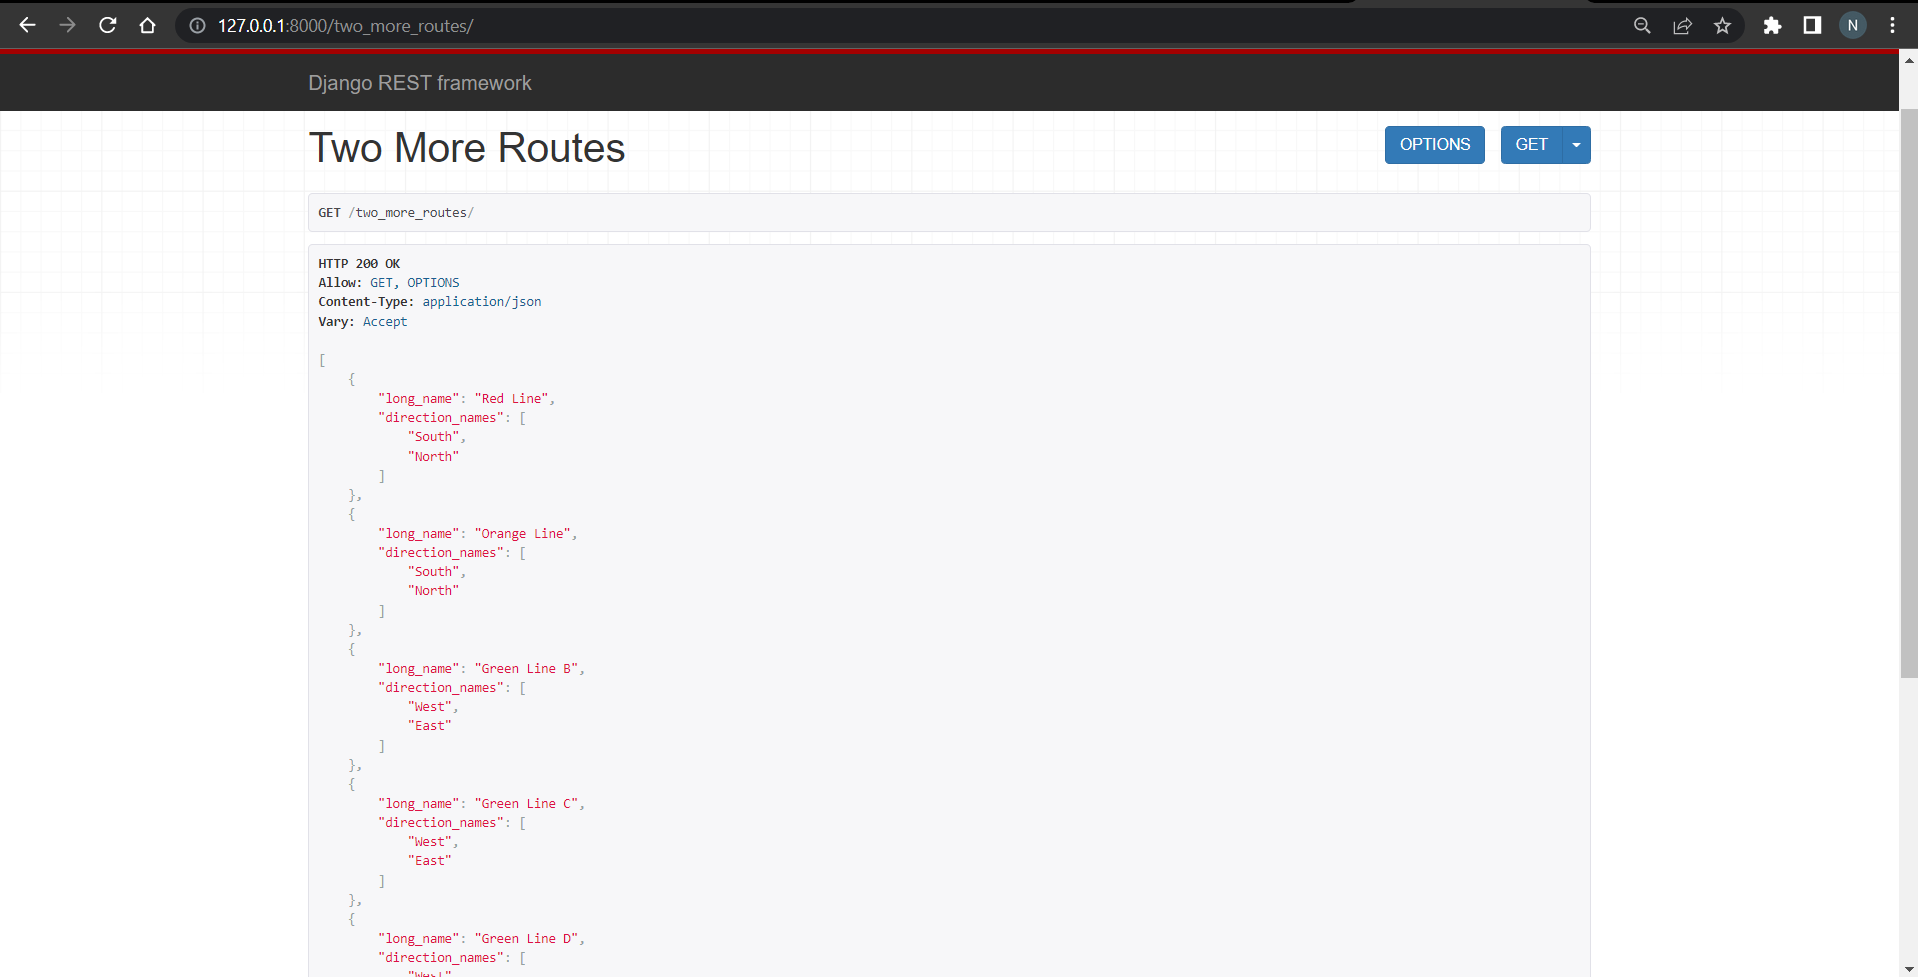 127.0.0.1:8000/two_more_routes/
N
Django REST framework
Two More Routes
OPTIONS
GET
GET /two_more_routes/
HTTP 200 OK
Allow: GET, OPTIONS
Content-Type: application/json
Vary: Accept
[
    {
        "long_name": "Red Line",
        "direction_names": [
            "South",
            "North"
        ]
    },
    {
        "long_name": "Orange Line",
        "direction_names": [
            "South",
            "North"
        ]
    },
    {
        "long_name": "Green Line B",
        "direction_names": [
            "West",
            "East"
        ]
    },
    {
        "long_name": "Green Line C",
        "direction_names": [
            "West",
            "East"
        ]
    },
    {
        "long_name": "Green Line D",
        "direction_names": [
            "West"